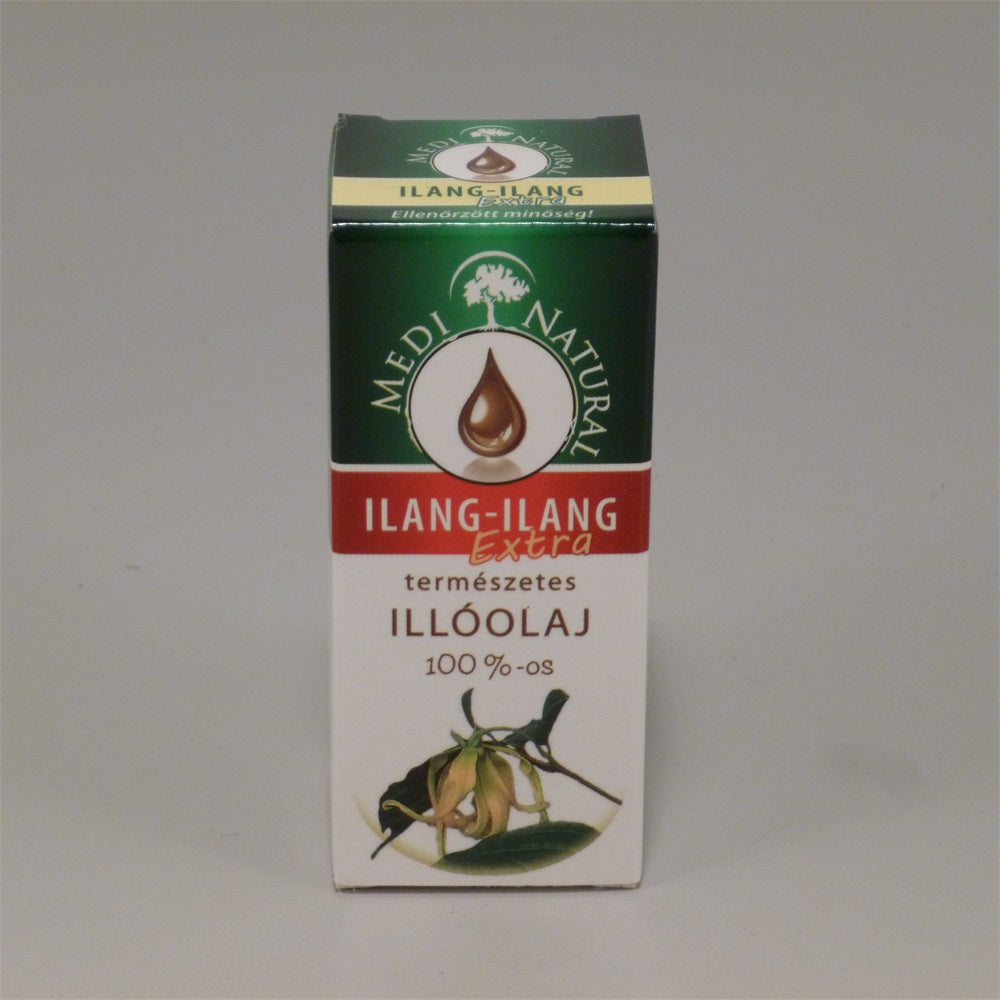 MEDI NATURAL
ILANG-ILANG
Extra
Ellenőrzött minőség!
MEDI NATURAL
ILANG-ILANG
Extra
természetes
ILLÓOLAJ
100 %-os